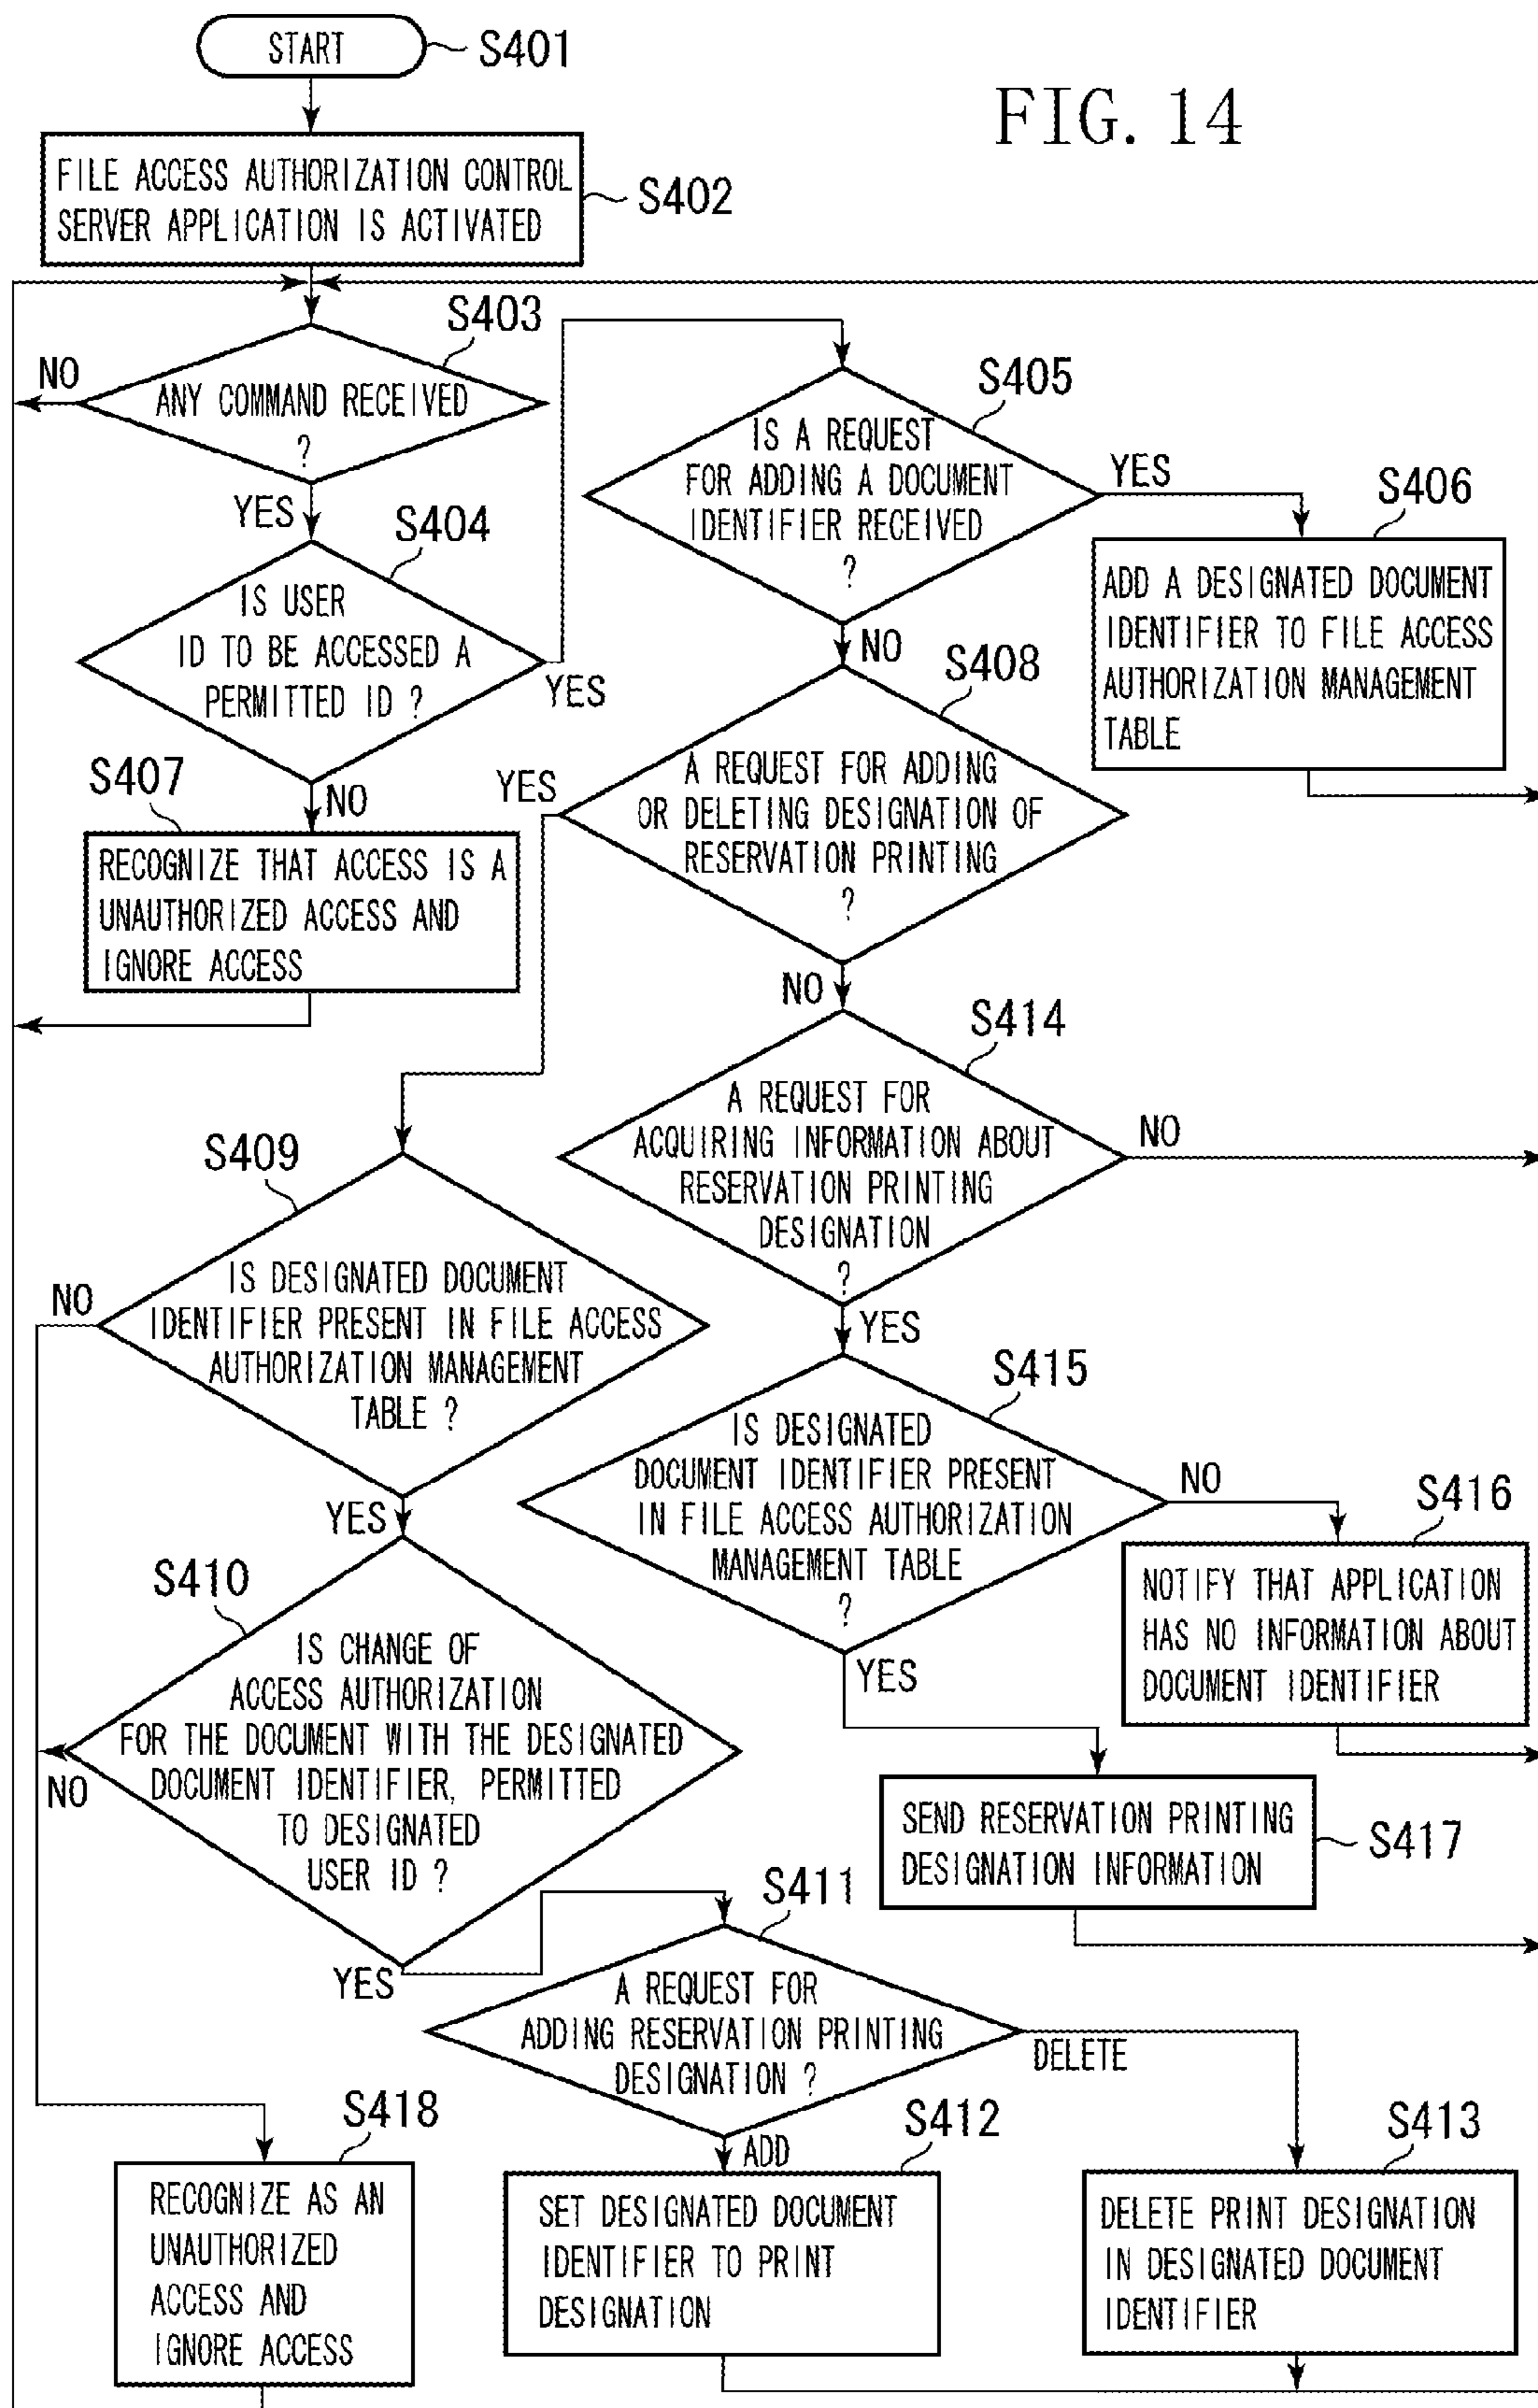 START
S401
FIG. 14
FILE ACCESS AUTHORIZATION CONTROL
SERVER APPLICATION IS ACTIVATED
S402
S403
NO
ANY COMMAND RECEIVED
?
YES
S404
IS USER
ID TO BE ACCESSED A
PERMITTED ID ?
YES
S405
IS A REQUEST
FOR ADDING A DOCUMENT
IDENTIFIER RECEIVED
?
YES
S406
ADD A DESIGNATED DOCUMENT
IDENTIFIER TO FILE ACCESS
AUTHORIZATION MANAGEMENT
TABLE
NO
S407
NO
RECOGNIZE THAT ACCESS IS A
UNAUTHORIZED ACCESS AND
IGNORE ACCESS
S408
YES
A REQUEST FOR ADDING
OR DELETING DESIGNATION OF
RESERVATION PRINTING
?
NO
S414
A REQUEST FOR
ACQUIRING INFORMATION ABOUT
RESERVATION PRINTING
DESIGNATION
?
NO
YES
S409
NO
IS DESIGNATED DOCUMENT
IDENTIFIER PRESENT IN FILE ACCESS
AUTHORIZATION MANAGEMENT
TABLE ?
YES
S415
IS DESIGNATED
DOCUMENT IDENTIFIER PRESENT
IN FILE ACCESS AUTHORIZATION
MANAGEMENT TABLE
?
NO
S416
NOTIFY THAT APPLICATION
HAS NO INFORMATION ABOUT
DOCUMENT IDENTIFIER
YES
S410
IS CHANGE OF
ACCESS AUTHORIZATION
FOR THE DOCUMENT WITH THE DESIGNATED
DOCUMENT IDENTIFIER, PERMITTED
TO DESIGNATED
USER ID ?
NO
YES
SEND RESERVATION PRINTING
DESIGNATION INFORMATION
S417
S411
A REQUEST FOR
ADDING RESERVATION PRINTING
DESIGNATION ?
DELETE
ADD
S418
RECOGNIZE AS AN
UNAUTHORIZED
ACCESS AND
IGNORE ACCESS
S412
SET DESIGNATED DOCUMENT
IDENTIFIER TO PRINT
DESIGNATION
S413
DELETE PRINT DESIGNATION
IN DESIGNATED DOCUMENT
IDENTIFIER